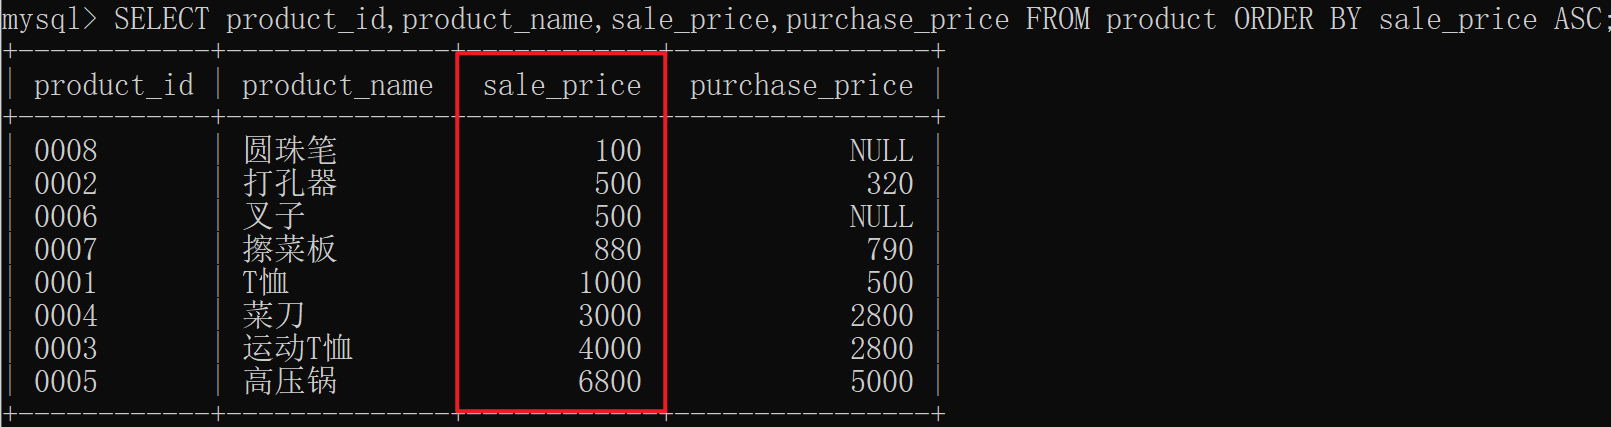 mysql> SELECT product_id,product_name,sale_price,purchase_price FROM product ORDER BY sale_price ASC;
+------------+--------------+------------+----------------+
| product_id | product_name | sale_price | purchase_price |
+------------+--------------+------------+----------------+
| 0008 | 圆珠笔 | 100 | NULL |
| 0002 | 打孔器 | 500 | 320 |
| 0006 | 叉子 | 500 | NULL |
| 0007 | 擦菜板 | 880 | 790 |
| 0001 | T恤 | 1000 | 500 |
| 0004 | 菜刀 | 3000 | 2800 |
| 0003 | 运动T恤 | 4000 | 2800 |
| 0005 | 高压锅 | 6800 | 5000 |
+------------+--------------+------------+----------------+